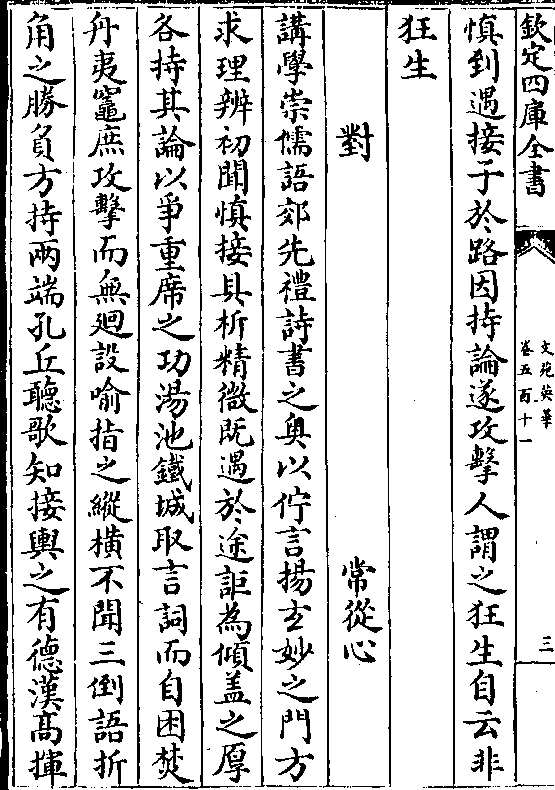 欽定四庫全書
文苑英華
卷五百十一
三
慎到遇接子於路因持論遂攻擊人謂之狂生自云非
狂生
對
常從心
講學崇儒語郊先禮詩書之奥以佇言揚𤣥妙之門方
求理辨初聞慎接具析精微既遇於途詎為傾盖之厚
各持其論以爭重席之功湯池鐵城取言詞而自困焚
舟夷竈庶攻擊而無廻設喻指之縱横不聞三倒語折
角之勝負方持兩端孔丘聽歌知接輿之有德漢高揮